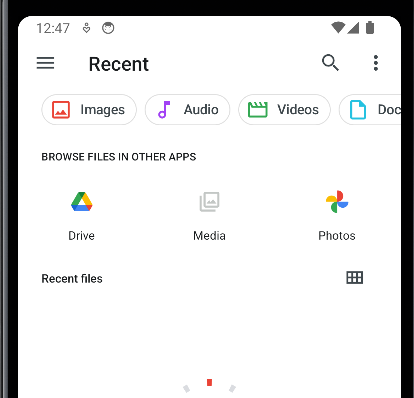 12:47
Recent
Images
Audio
Videos
Doc
BROWSE FILES IN OTHER APPS
Drive
Media
Photos
Recent files